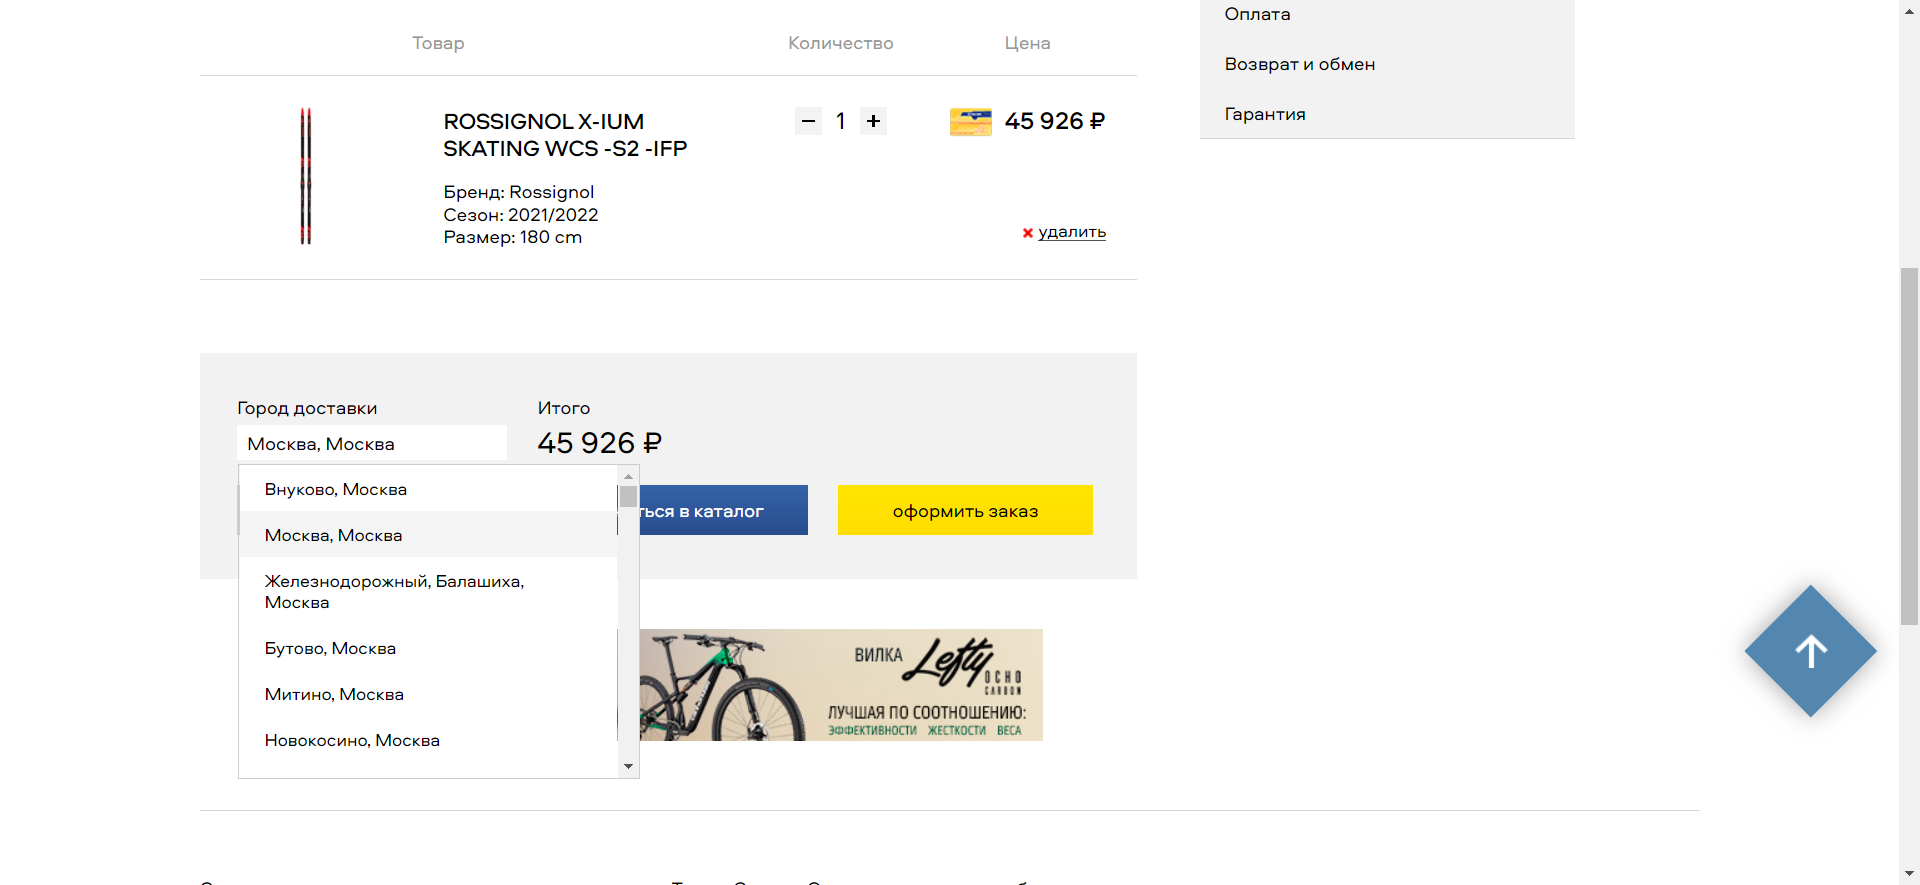 Оплата
Товар
Количество
Цена
Возврат и обмен
Гарантия
ROSSIGNOL X-IUM
SKATING WCS -S2 -IFP
− 1 +
45 926 ₽
Бренд: Rossignol
Сезон: 2021/2022
Размер: 180 cm
удалить
Город доставки
Итого
Москва, Москва
45 926 ₽
Внуково, Москва
Москва, Москва
Железнодорожный, Балашиха,
Москва
Бутово, Москва
Митино, Москва
Новокосино, Москва
ться в каталог
оформить заказ
ВИЛКА Lefty
OCHO
CARBON
ЛУЧШАЯ ПО СООТНОШЕНИЮ:
ЭФФЕКТИВНОСТИ ЖЕСТКОСТИ ВЕСА